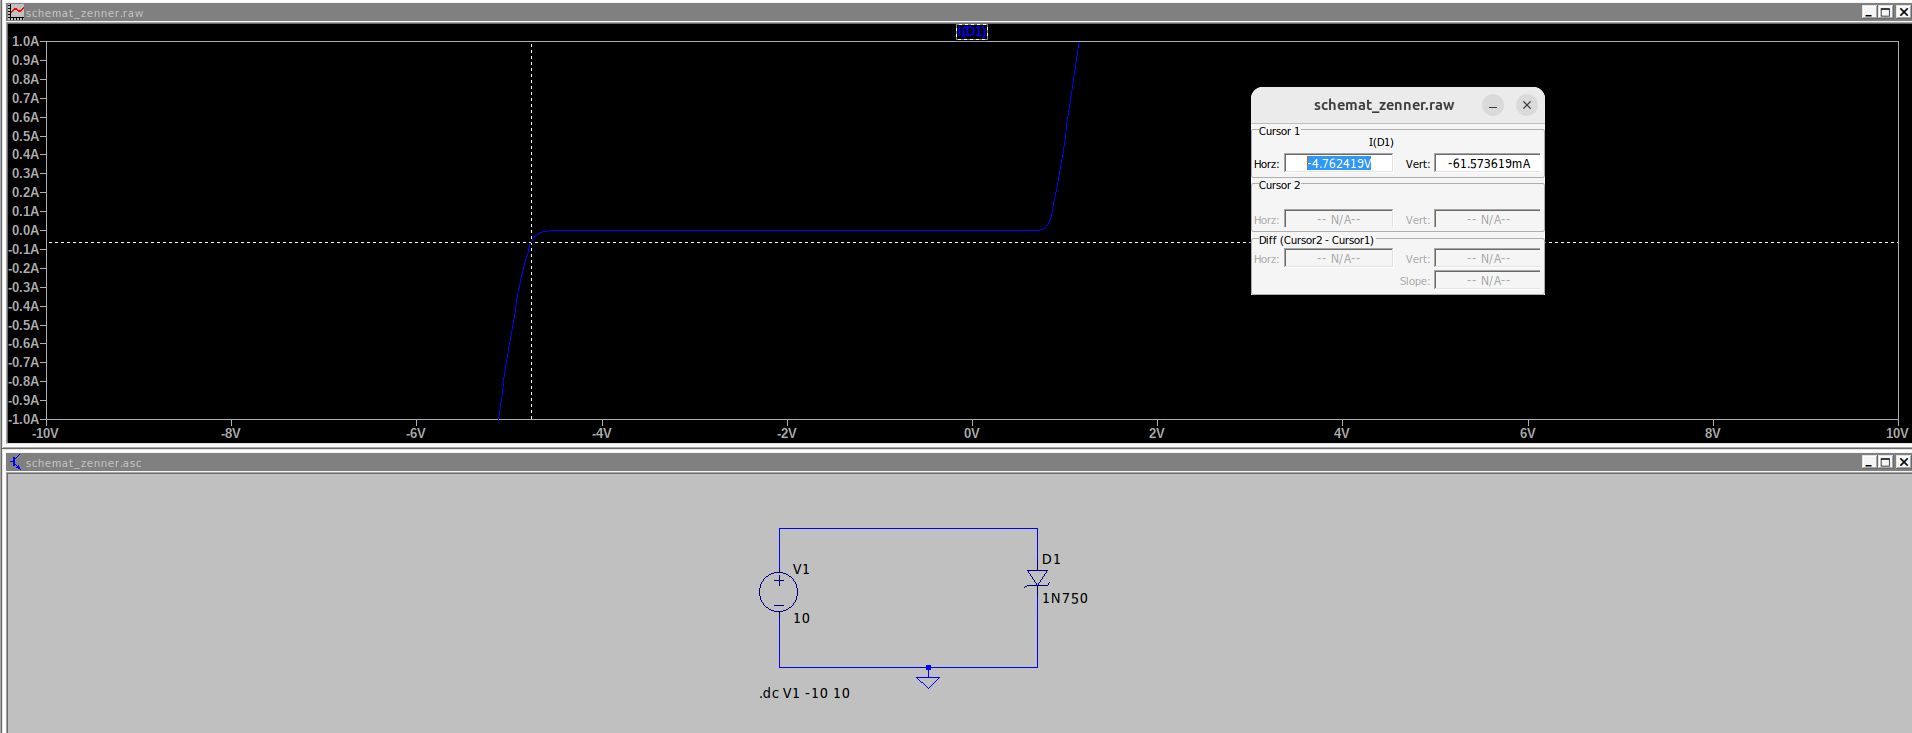 schemat_zenner.raw
I(D1)
1.0A
0.9A
0.8A
0.7A
0.6A
0.5A
0.4A
0.3A
0.2A
0.1A
0.0A
-0.1A
-0.2A
-0.3A
-0.4A
-0.5A
-0.6A
-0.7A
-0.8A
-0.9A
-1.0A
-10V -8V -6V -4V -2V 0V 2V 4V 6V 8V 10V
schemat_zenner.raw
Cursor 1
I(D1)
Horz: -4.762419V Vert: -61.573619mA
Cursor 2
Horz: -- N/A-- Vert: -- N/A--
Diff (Cursor2 - Cursor1)
Horz: -- N/A-- Vert: -- N/A--
Slope: -- N/A--
schemat_zenner.asc
V1
10
D1
1N750
.dc V1 -10 10